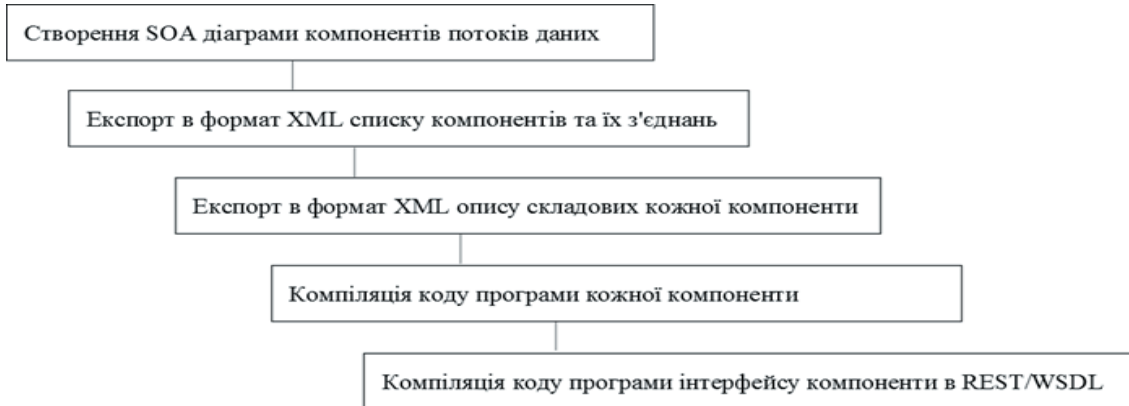 Створення SOA діаграми компонентів потоків даних
Експорт в формат XML списку компонентів та їх з'єднань
Експорт в формат XML опису складових кожної компоненти
Компіляція коду програми кожної компоненти
Компіляція коду програми інтерфейсу компоненти в REST/WSDL